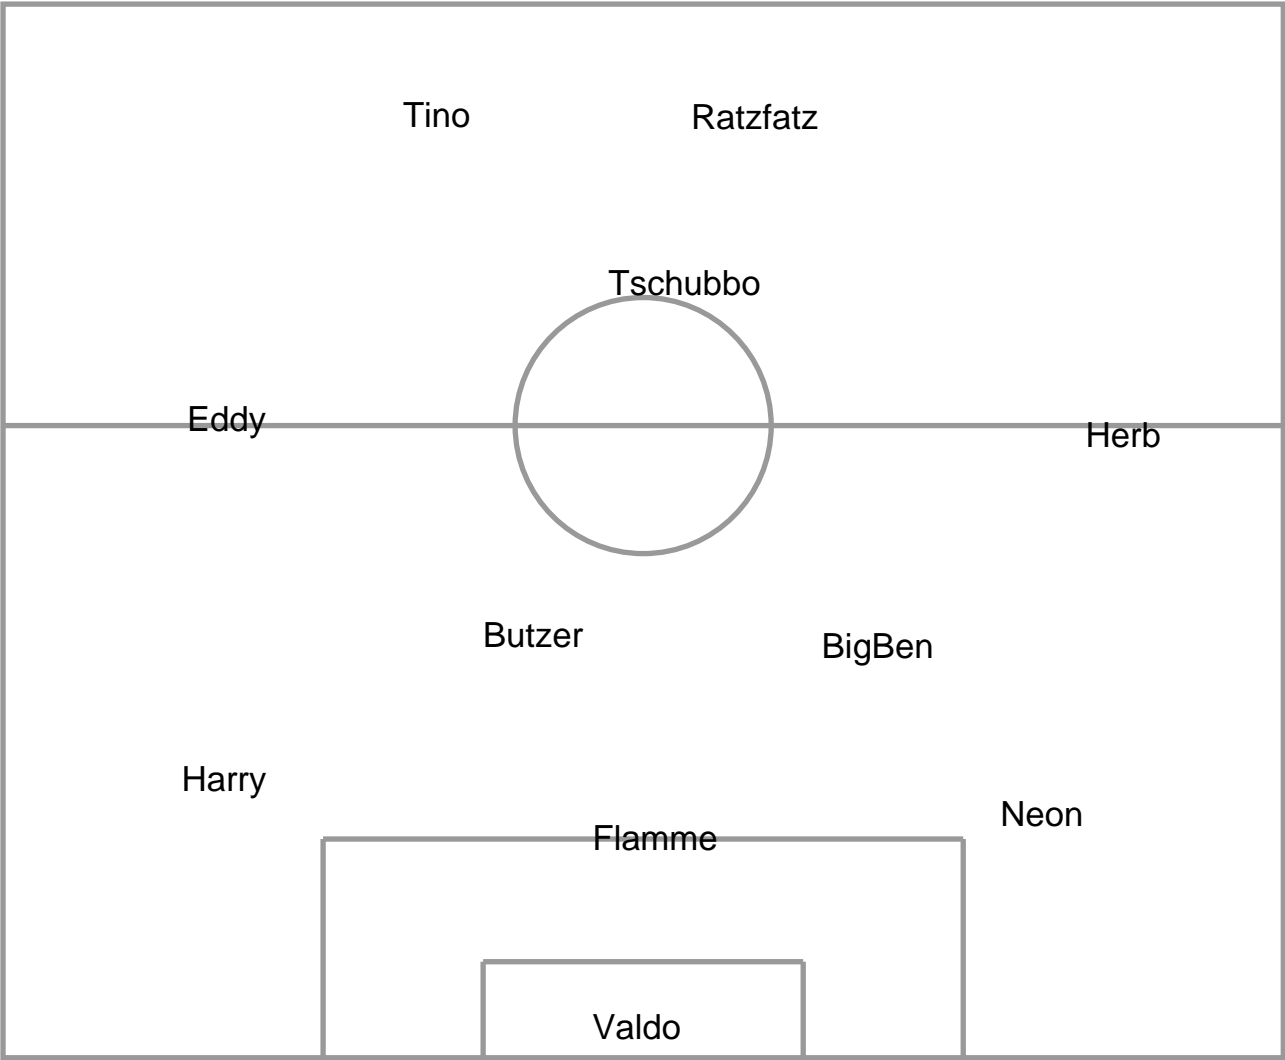 Tino
Ratzfatz
Tschubbo
Eddy
Herb
Butzer
BigBen
Harry
Neon
Flamme
Valdo